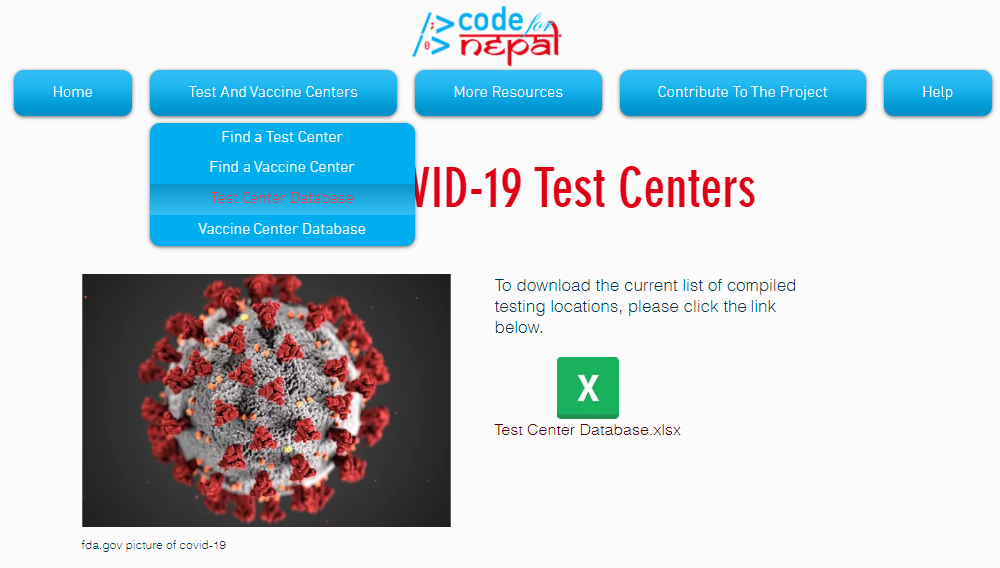 code for
nepal
Home
Test And Vaccine Centers
More Resources
Contribute To The Project
Help
Find a Test Center
Find a Vaccine Center
Test Center Database
Vaccine Center Database
VID-19 Test Centers
To download the current list of compiled
testing locations, please click the link
below.
X
Test Center Database.xlsx
fda.gov picture of covid-19